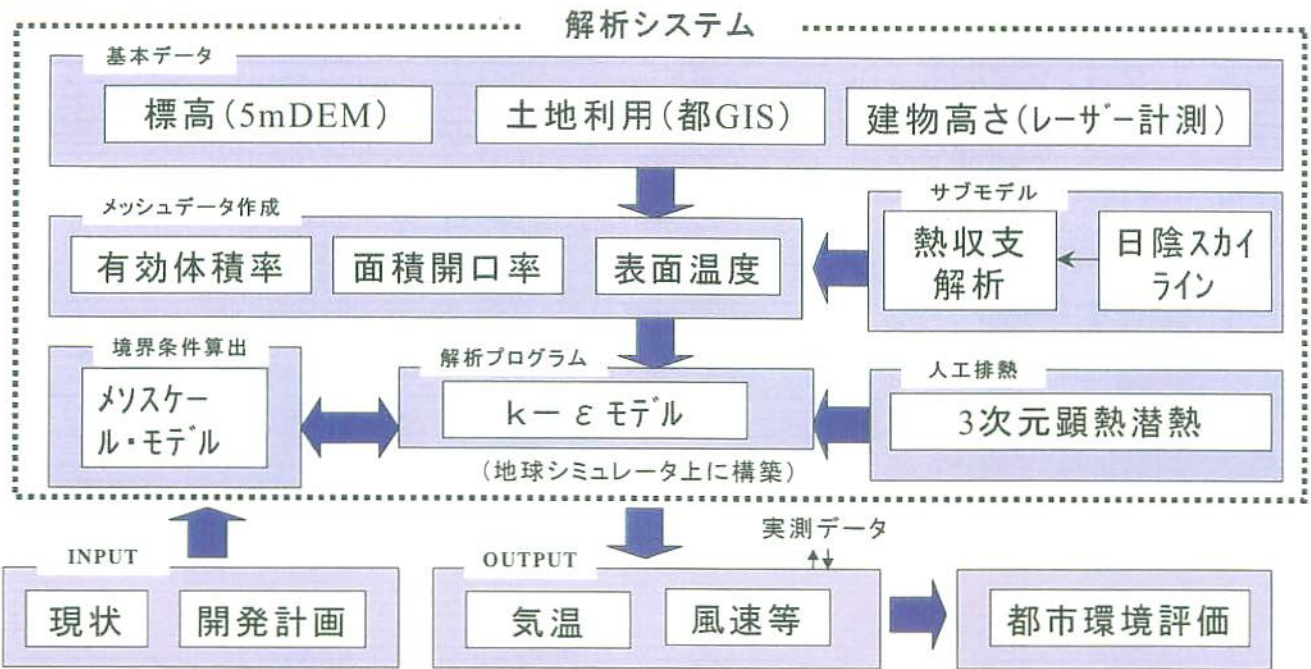 解析システム
基本データ
標高(5mDEM)
土地利用(都GIS)
建物高さ(レーザー計測)
メッシュデータ作成
有効体積率
面積開口率
表面温度
サブモデル
熱収支
解析
日陰スカイ
ライン
境界条件算出
メソスケー
ル・モデル
解析プログラム
k－εモデル
(地球シミュレータ上に構築)
人工排熱
3次元顕熱潜熱
INPUT
現状
開発計画
OUTPUT
気温
風速等
実測データ
都市環境評価